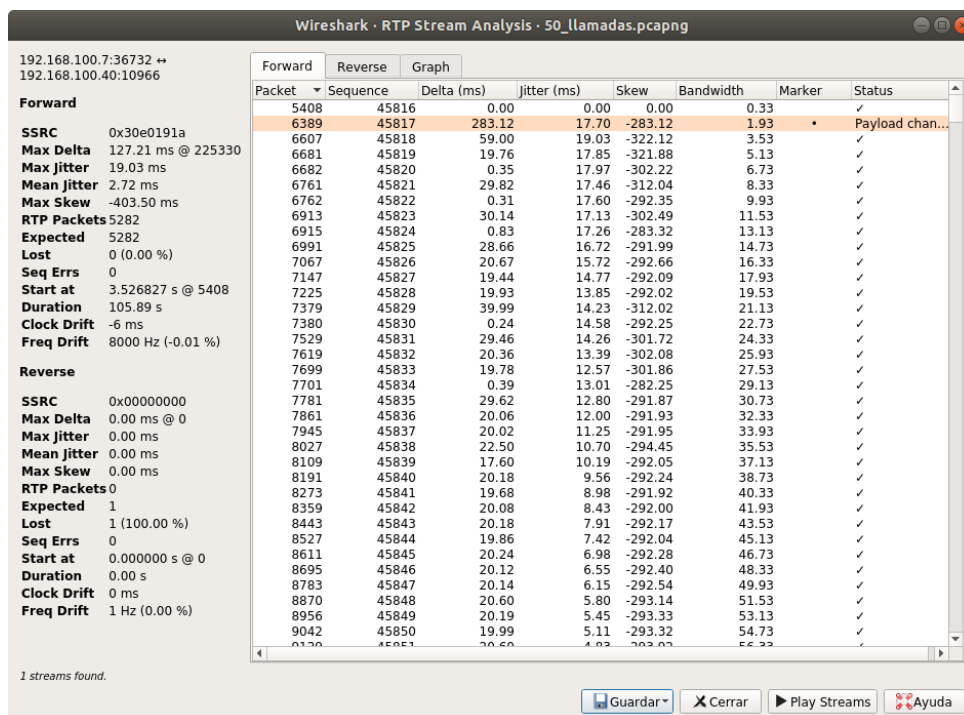 Wireshark · RTP Stream Analysis · 50_llamadas.pcapng
192.168.100.7:36732 ↔
192.168.100.40:10966
Forward
SSRC 0x30e0191a
Max Delta 127.21 ms @ 225330
Max Jitter 19.03 ms
Mean Jitter 2.72 ms
Max Skew -403.50 ms
RTP Packets 5282
Expected 5282
Lost 0 (0.00 %)
Seq Errs 0
Start at 3.526827 s @ 5408
Duration 105.89 s
Clock Drift -6 ms
Freq Drift 8000 Hz (-0.01 %)
Reverse
SSRC 0x00000000
Max Delta 0.00 ms @ 0
Max Jitter 0.00 ms
Mean Jitter 0.00 ms
Max Skew 0.00 ms
RTP Packets 0
Expected 1
Lost 1 (100.00 %)
Seq Errs 0
Start at 0.000000 s @ 0
Duration 0.00 s
Clock Drift 0 ms
Freq Drift 1 Hz (0.00 %)
1 streams found.
Forward Reverse Graph
Packet Sequence Delta (ms) Jitter (ms) Skew Bandwidth Marker Status
5408 45816 0.00 0.00 0.00 0.33 ✓
6389 45817 283.12 17.70 -283.12 1.93 • Payload chan...
6607 45818 59.00 19.03 -322.12 3.53 ✓
6681 45819 19.76 17.85 -321.88 5.13 ✓
6682 45820 0.35 17.97 -302.22 6.73 ✓
6761 45821 29.82 17.46 -312.04 8.33 ✓
6762 45822 0.31 17.60 -292.35 9.93 ✓
6913 45823 30.14 17.13 -302.49 11.53 ✓
6915 45824 0.83 17.26 -283.32 13.13 ✓
6991 45825 28.66 16.72 -291.99 14.73 ✓
7067 45826 20.67 15.72 -292.66 16.33 ✓
7147 45827 19.44 14.77 -292.09 17.93 ✓
7225 45828 19.93 13.85 -292.02 19.53 ✓
7379 45829 39.99 14.23 -312.02 21.13 ✓
7380 45830 0.24 14.58 -292.25 22.73 ✓
7529 45831 29.46 14.26 -301.72 24.33 ✓
7619 45832 20.36 13.39 -302.08 25.93 ✓
7699 45833 19.78 12.57 -301.86 27.53 ✓
7701 45834 0.39 13.01 -282.25 29.13 ✓
7781 45835 29.62 12.80 -291.87 30.73 ✓
7861 45836 20.06 12.00 -291.93 32.33 ✓
7945 45837 20.02 11.25 -291.95 33.93 ✓
8027 45838 22.50 10.70 -294.45 35.53 ✓
8109 45839 17.60 10.19 -292.05 37.13 ✓
8191 45840 20.18 9.56 -292.24 38.73 ✓
8273 45841 19.68 8.98 -291.92 40.33 ✓
8359 45842 20.08 8.43 -292.00 41.93 ✓
8443 45843 20.18 7.91 -292.17 43.53 ✓
8527 45844 19.86 7.42 -292.04 45.13 ✓
8611 45845 20.24 6.98 -292.28 46.73 ✓
8695 45846 20.12 6.55 -292.40 48.33 ✓
8783 45847 20.14 6.15 -292.54 49.93 ✓
8870 45848 20.60 5.80 -293.14 51.53 ✓
8956 45849 20.19 5.45 -293.33 53.13 ✓
9042 45850 19.99 5.11 -293.32 54.73 ✓
Guardar Cerrar Play Streams Ayuda